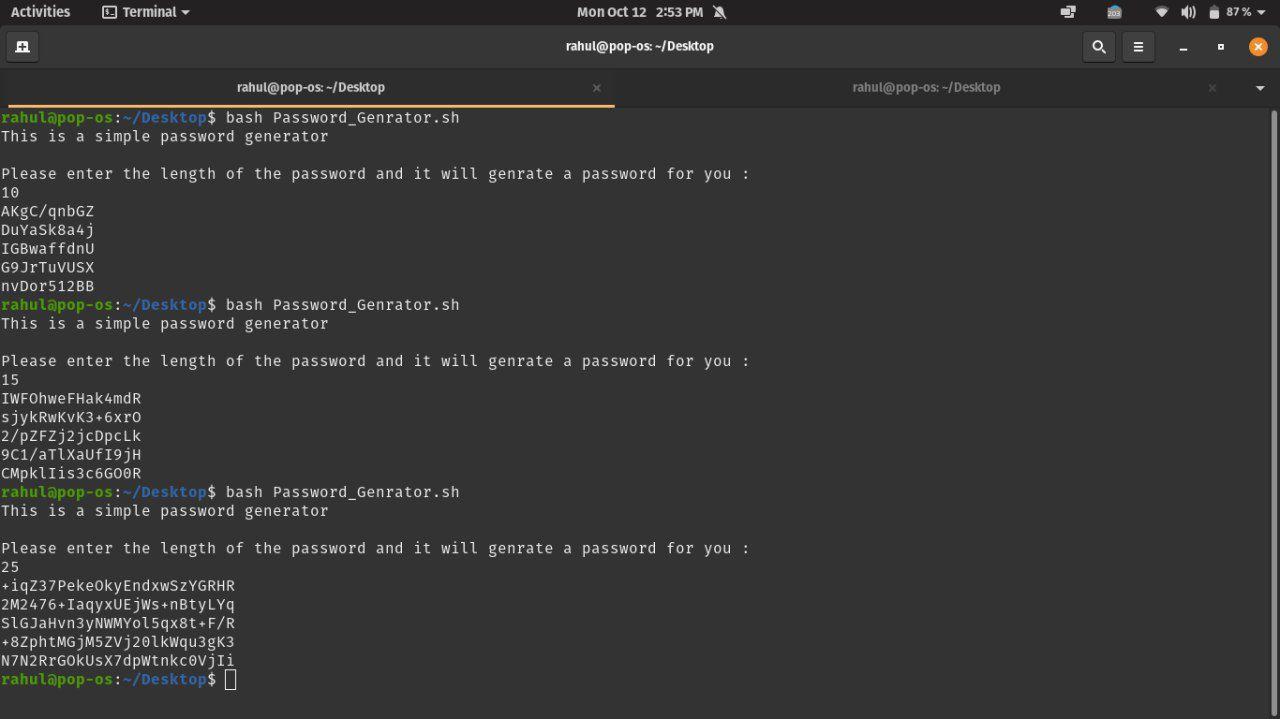 Activities Terminal Mon Oct 12 2:53 PM 203 87 %
rahul@pop-os: ~/Desktop
rahul@pop-os: ~/Desktop rahul@pop-os: ~/Desktop
rahul@pop-os:~/Desktop$ bash Password_Genrator.sh
This is a simple password generator
Please enter the length of the password and it will genrate a password for you :
10
AKgC/qnbGZ
DuYaSk8a4j
IGBwaffdnU
G9JrTuVUSX
nvDor512BB
rahul@pop-os:~/Desktop$ bash Password_Genrator.sh
This is a simple password generator
Please enter the length of the password and it will genrate a password for you :
15
IWFOhweFHak4mdR
sjykRwKvK3+6xrO
2/pZFZj2jcDpcLk
9C1/aTlXaUfI9jH
CMpklIis3c6GO0R
rahul@pop-os:~/Desktop$ bash Password_Genrator.sh
This is a simple password generator
Please enter the length of the password and it will genrate a password for you :
25
+iqZ37PekeOkyEndxwSzYGRHR
2M2476+IaqyxUEjWs+nBtyLYq
SlGJaHvn3yNWMYol5qx8t+F/R
+8ZphtMGjM5ZVj20lkWqu3gK3
N7N2RrGOkUsX7dpWtnkc0VjIi
rahul@pop-os:~/Desktop$